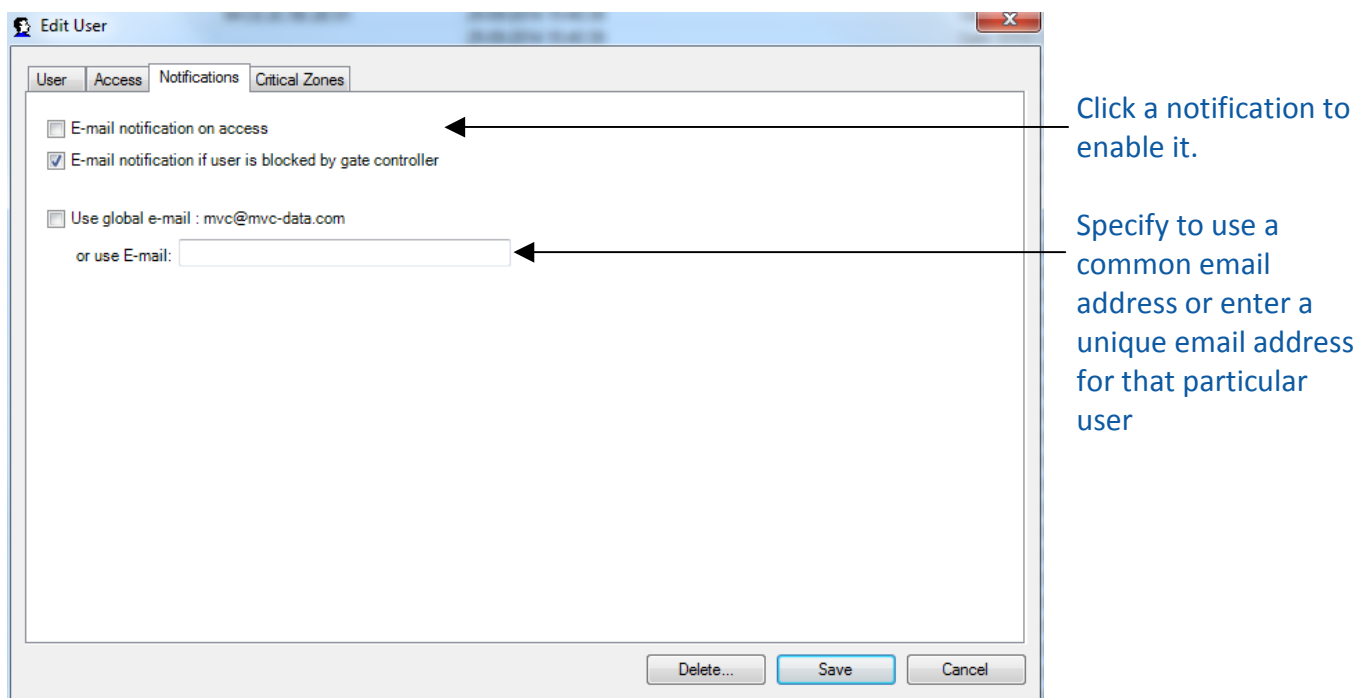 Edit User
User Access Notifications Critical Zones
E-mail notification on access
E-mail notification if user is blocked by gate controller
Use global e-mail : mvc@mvc-data.com
or use E-mail:
Delete... Save Cancel
Click a notification to
enable it.
Specify to use a
common email
address or enter a
unique email address
for that particular
user